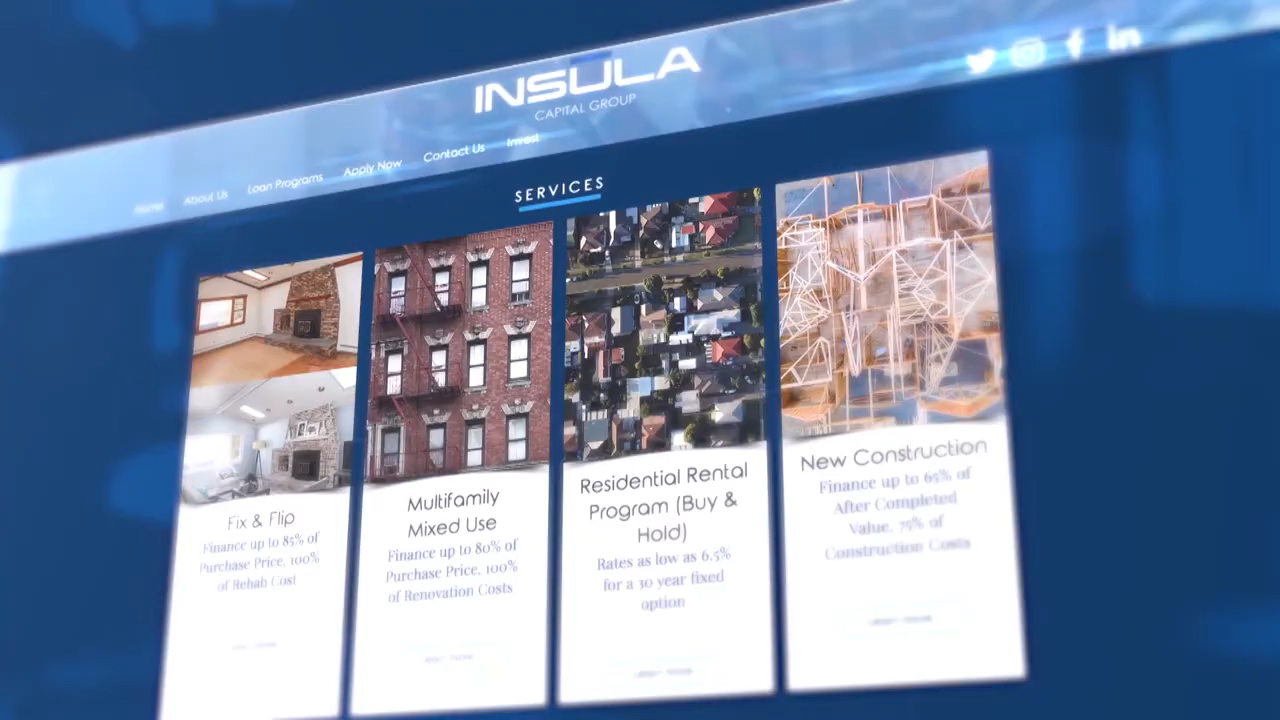 INSULA
CAPITAL GROUP
Home About Us Loan Programs Apply Now Contact Us Invest
SERVICES
Fix & Flip
Finance up to 85% of
Purchase Price, 100%
of Rehab Cost
Multifamily
Mixed Use
Finance up to 80% of
Purchase Price, 100%
of Renovation Costs
Residential Rental
Program (Buy &
Hold)
Rates as low as 6.5%
for a 30 year fixed
option
New Construction
Finance up to 65% of
After Completed
Value, 75% of
Construction Costs